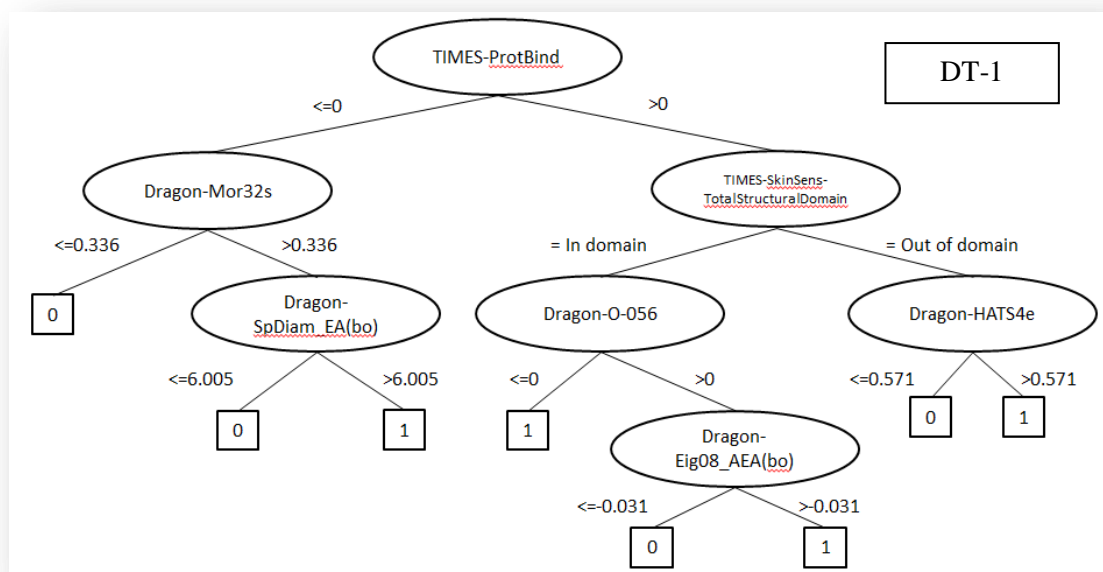 TIMES-ProtBind
DT-1
<=0
>0
Dragon-Mor32s
TIMES-SkinSens-
TotalStructuralDomain
<=0.336
>0.336
= In domain
= Out of domain
0
Dragon-
SpDiam_EA(bo)
Dragon-O-056
Dragon-HATS4e
<=6.005
>6.005
<=0
>0
<=0.571
>0.571
0
1
1
0
1
Dragon-
Eig08_AEA(bo)
<=-0.031
>-0.031
0
1